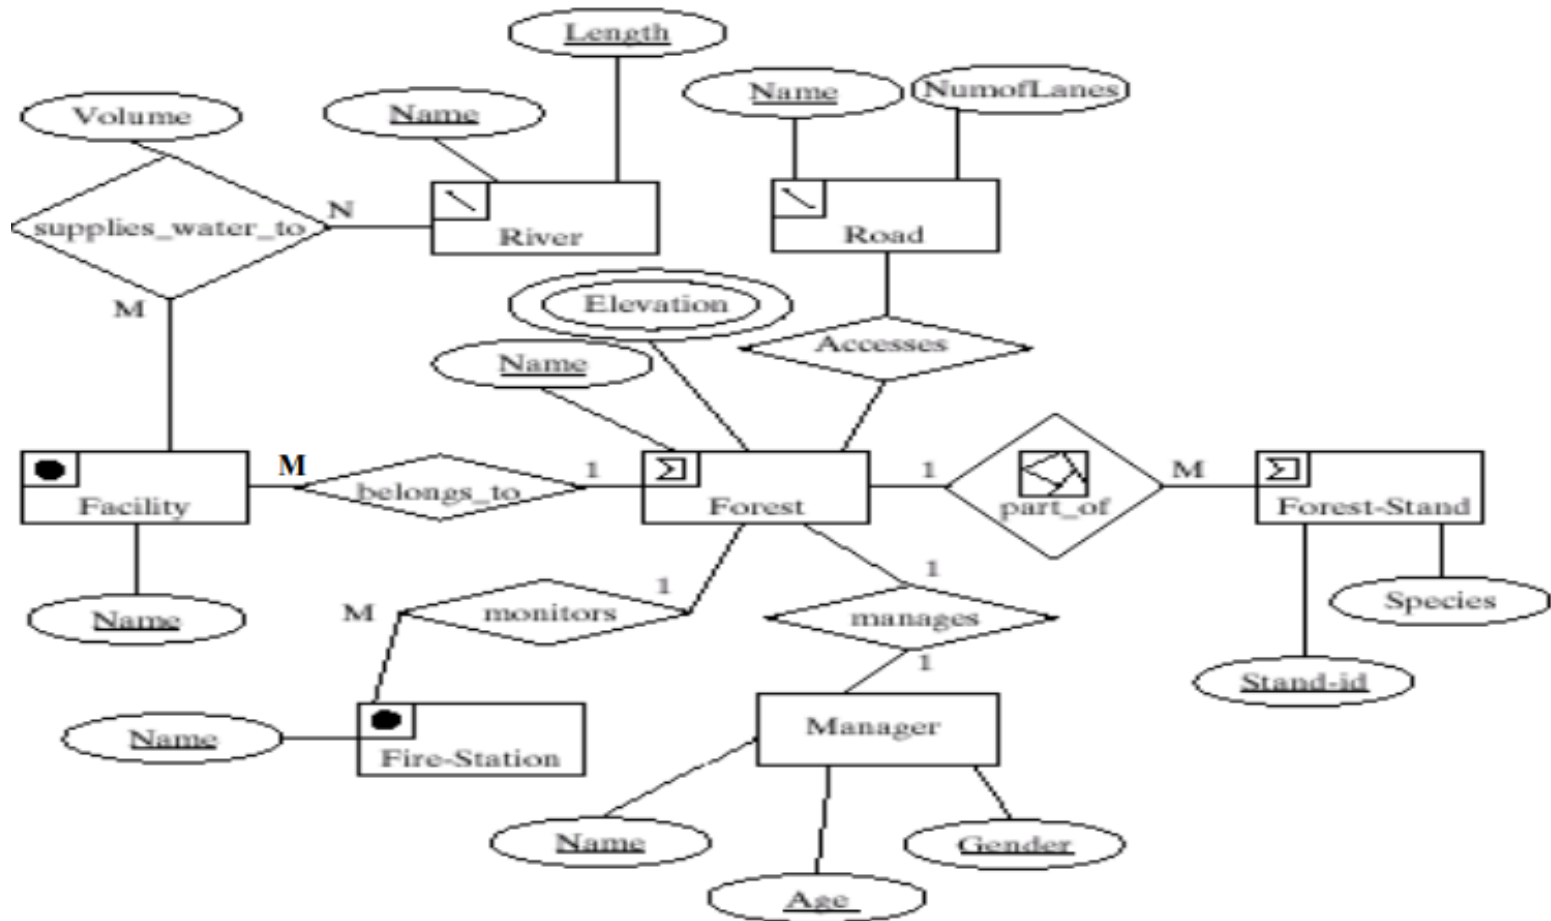 Length
Name
NumofLanes
Volume
Name
supplies_water_to
N
River
Road
M
Elevation
Accesses
Name
M
1
1
M
Facility
belongs_to
Forest
part_of
Forest-Stand
M
monitors
1
1
manages
Species
Name
1
Stand-id
Name
Fire-Station
Manager
Name
Gender
Age